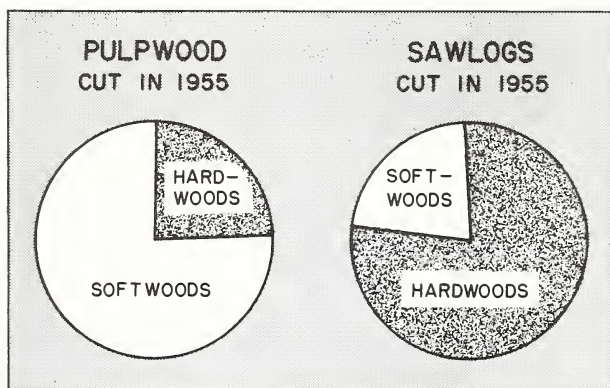 PULPWOOD
CUT IN 1955
HARD-
WOODS
SOFTWOODS
SAWLOGS
CUT IN 1955
SOFT-
WOODS
HARDWOODS